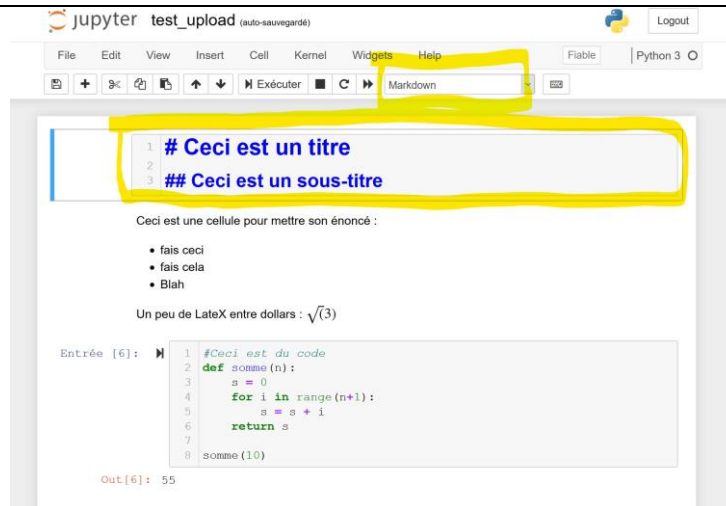 jupyter test_upload (auto-sauvegardé) Logout
File Edit View Insert Cell Kernel Widgets Help Fiable Python 3
Exécuter Markdown
1 # Ceci est un titre
2
3 ## Ceci est un sous-titre
Ceci est une cellule pour mettre son énoncé :
• fais ceci
• fais cela
• Blah
Un peu de LateX entre dollars : √(3)
Entrée [6]: 1 #Ceci est du code
2 def somme(n):
3 s = 0
4 for i in range(n+1):
5 s = s + i
6 return s
7
8 somme(10)
Out[6]: 55